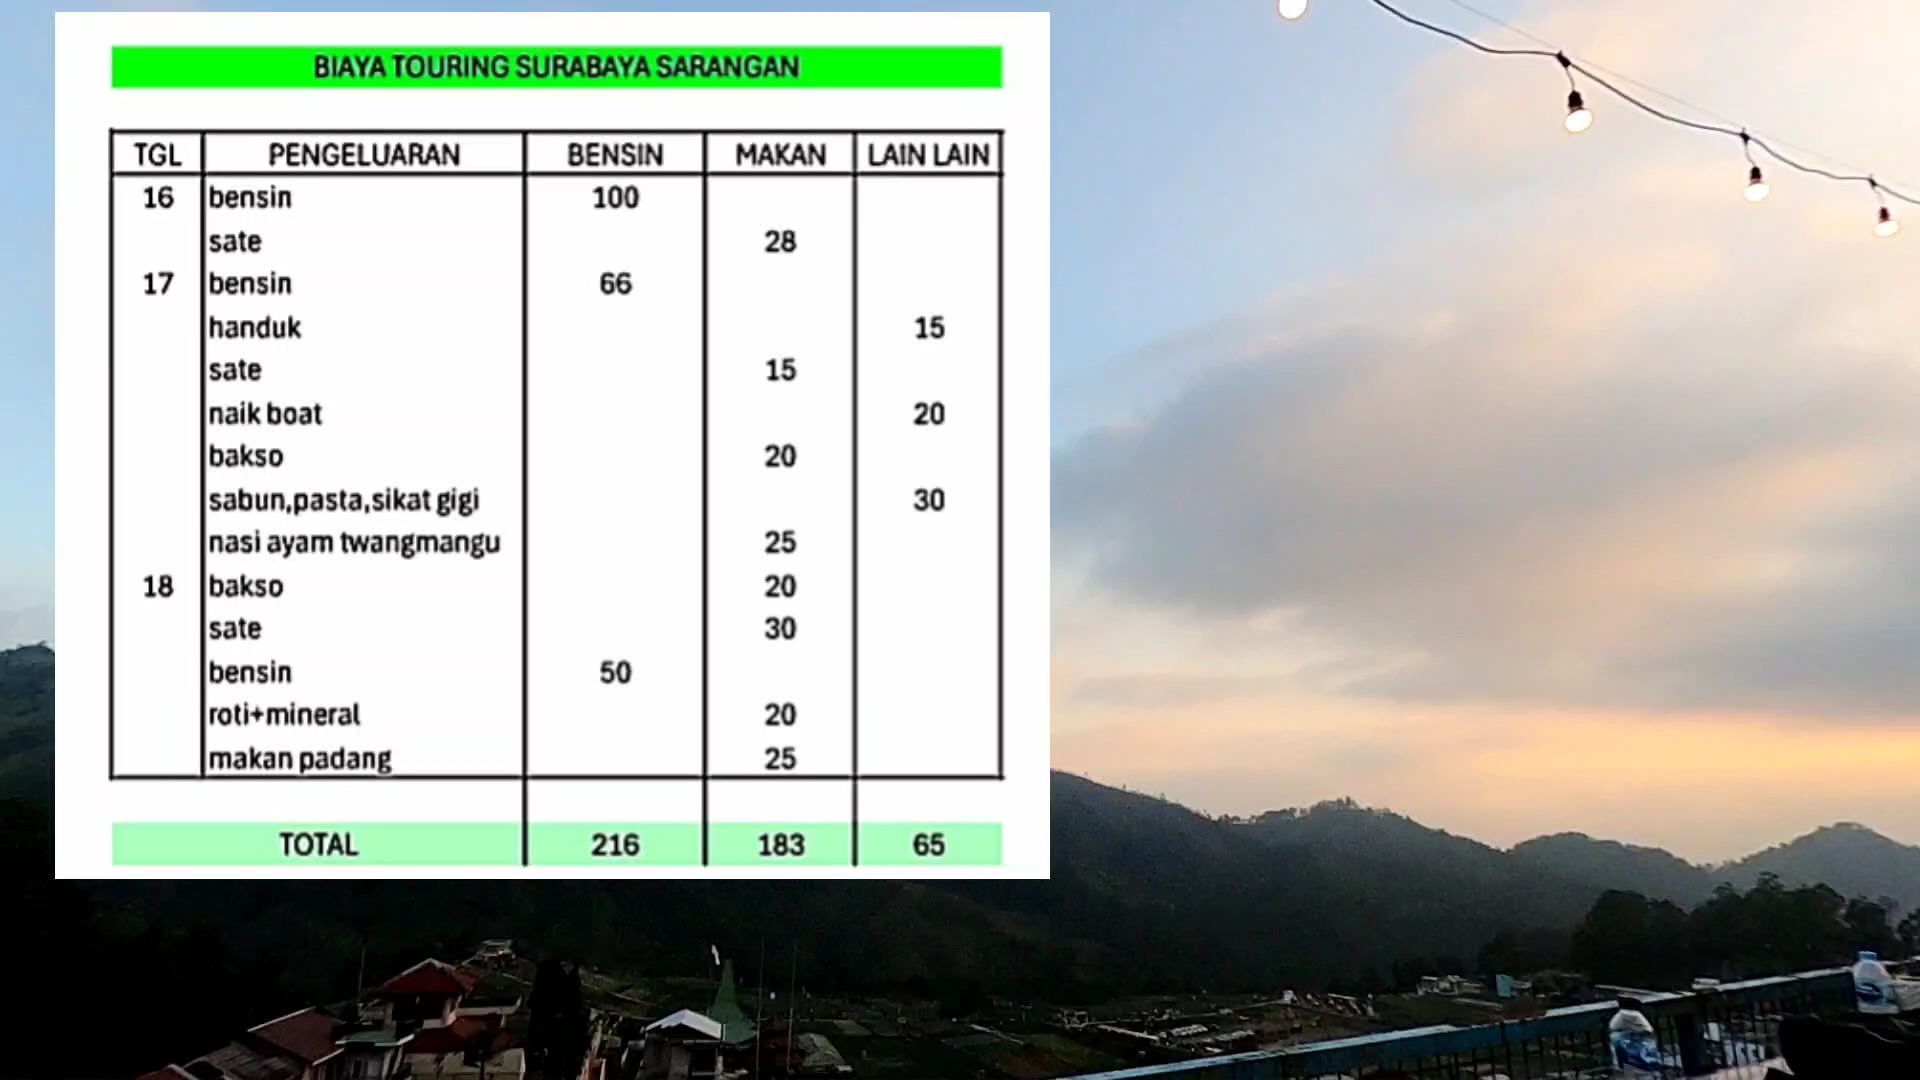 BIAYA TOURING SURABAYA SARANGAN
TGL PENGELUARAN BENSIN MAKAN LAIN LAIN
16 bensin 100
sate 28
17 bensin 66
handuk 15
sate 15
naik boat 20
bakso 20
sabun,pasta,sikat gigi 30
nasi ayam twangmangu 25
18 bakso 20
sate 30
bensin 50
roti+mineral 20
makan padang 25
TOTAL 216 183 65